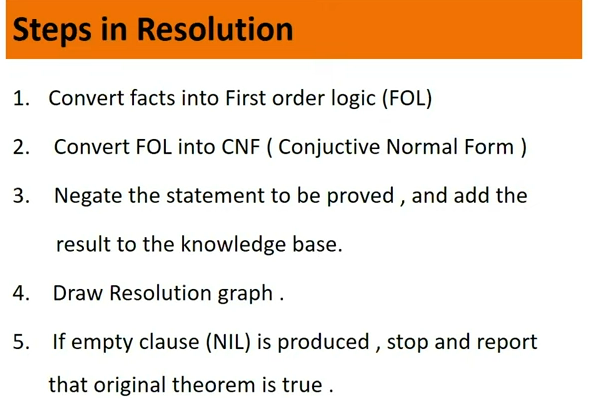 Steps in Resolution
1. Convert facts into First order logic (FOL)
2. Convert FOL into CNF ( Conjuctive Normal Form )
3. Negate the statement to be proved , and add the
result to the knowledge base.
4. Draw Resolution graph .
5. If empty clause (NIL) is produced , stop and report
that original theorem is true .